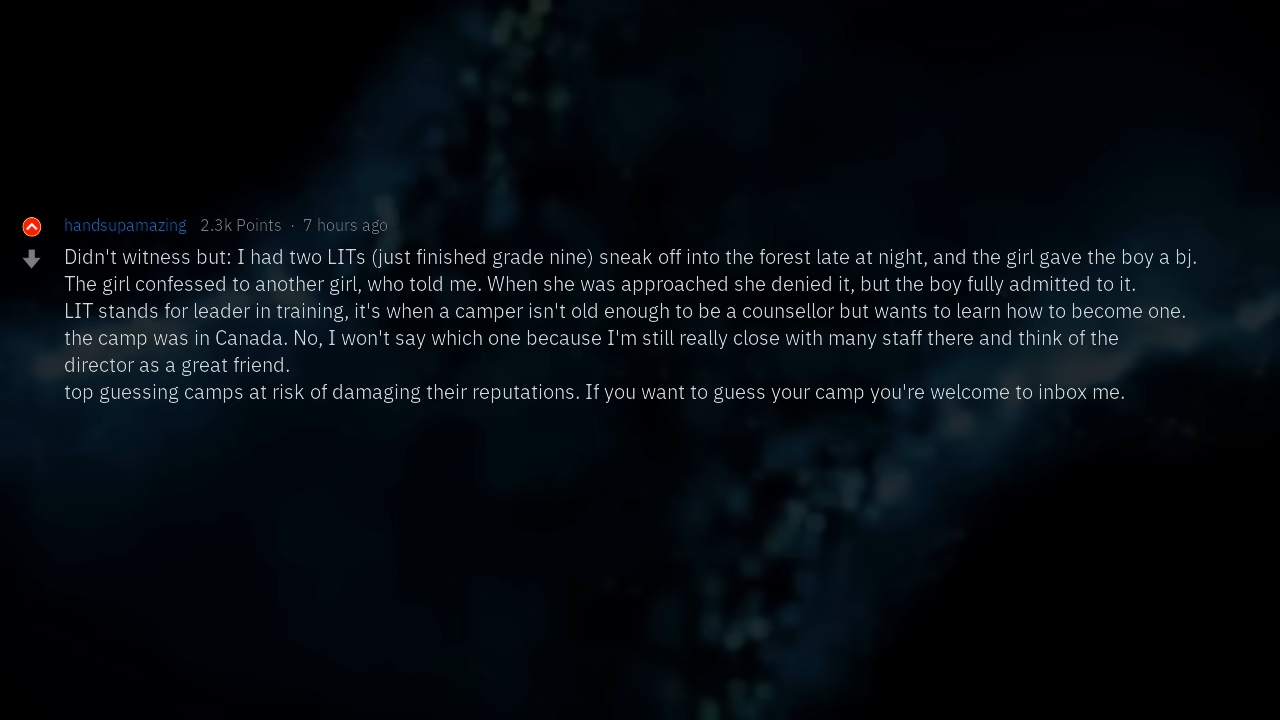 handsupamazing 2.3k Points · 7 hours ago
Didn't witness but: I had two LITs (just finished grade nine) sneak off into the forest late at night, and the girl gave the boy a bj.
The girl confessed to another girl, who told me. When she was approached she denied it, but the boy fully admitted to it.
LIT stands for leader in training, it's when a camper isn't old enough to be a counsellor but wants to learn how to become one.
the camp was in Canada. No, I won't say which one because I'm still really close with many staff there and think of the
director as a great friend.
top guessing camps at risk of damaging their reputations. If you want to guess your camp you're welcome to inbox me.